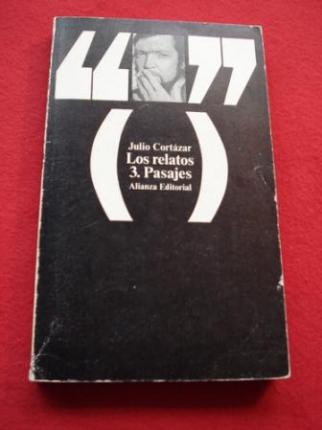 “ ”
( )
Julio Cortázar
Los relatos
3. Pasajes
Alianza Editorial